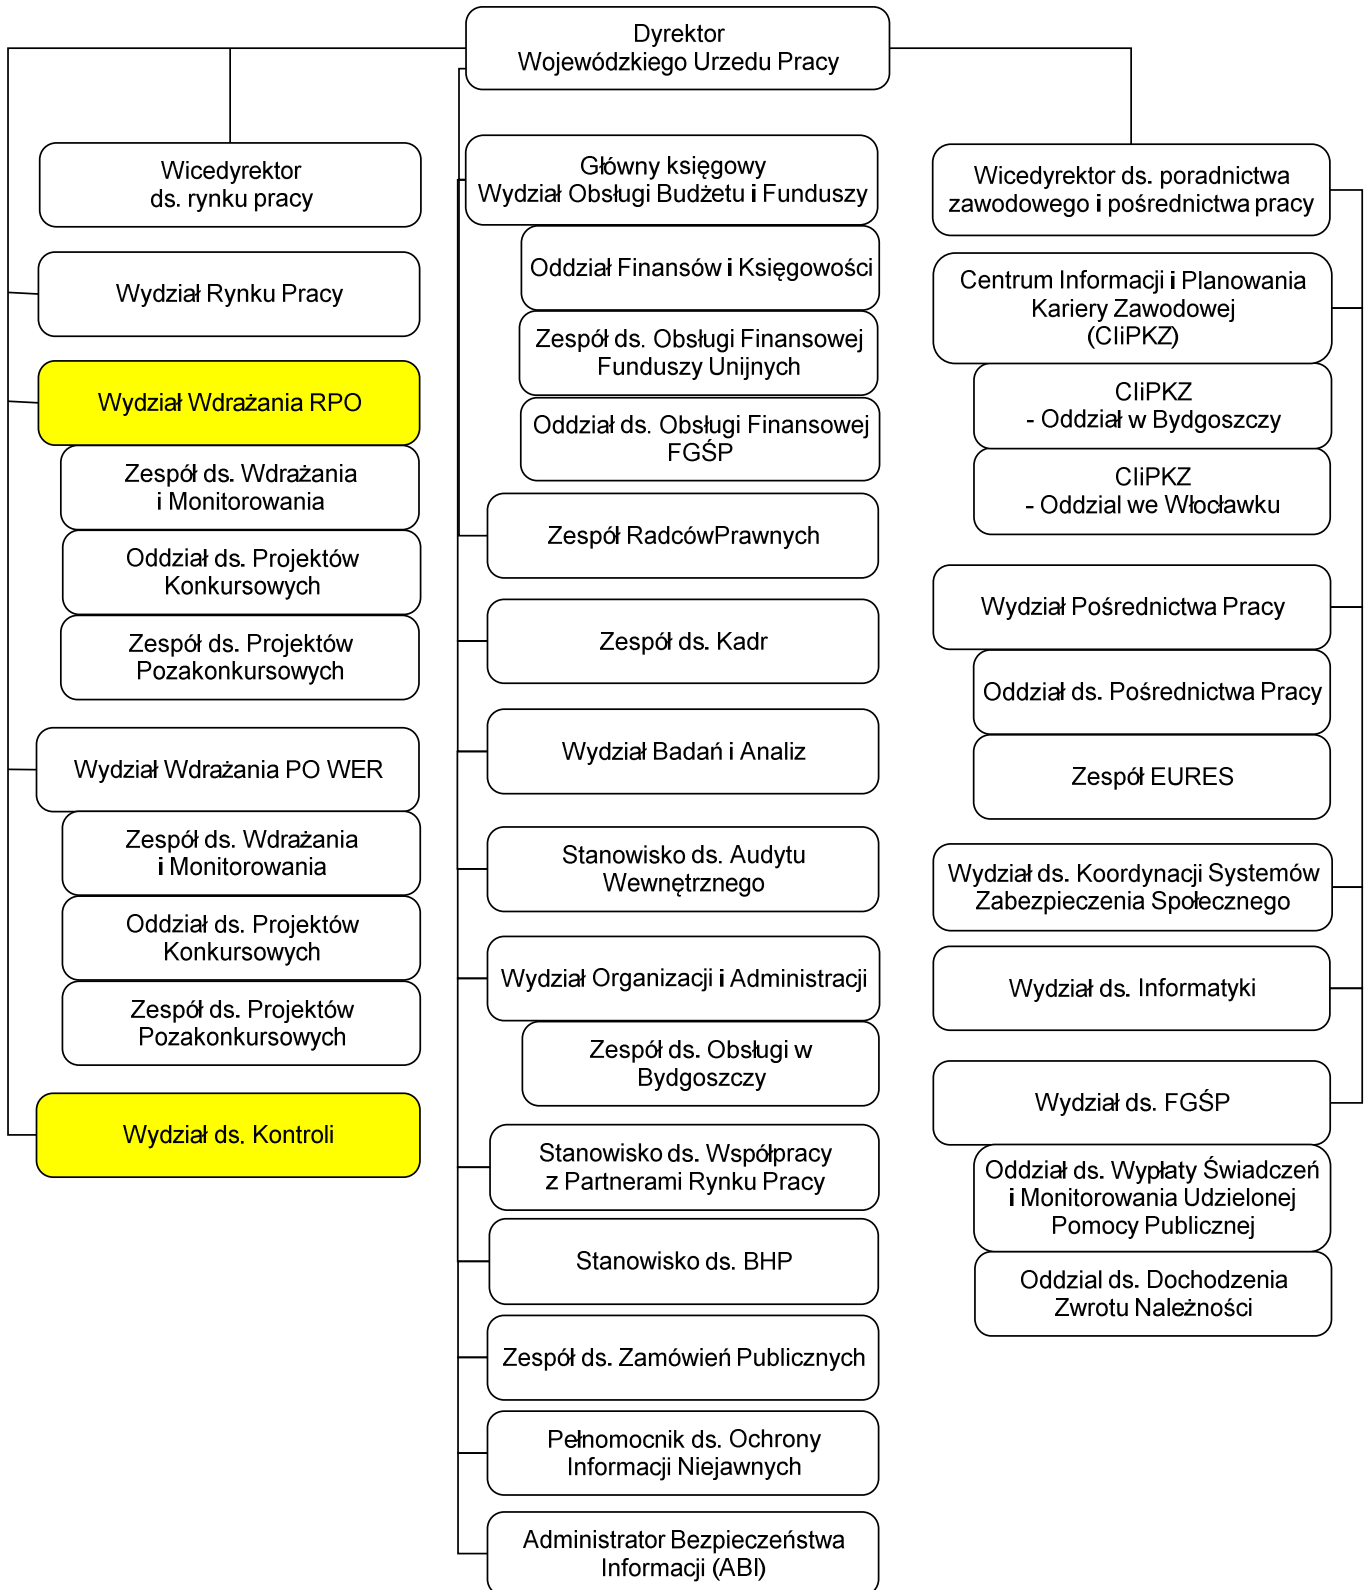 Dyrektor
Wojewódzkiego Urzedu Pracy
Wicedyrektor
ds. rynku pracy
Wydział Rynku Pracy
Wydział Wdrażania RPO
Zespół ds. Wdrażania
i Monitorowania
Oddział ds. Projektów
Konkursowych
Zespół ds. Projektów
Pozakonkursowych
Wydział Wdrażania PO WER
Zespół ds. Wdrażania
i Monitorowania
Oddział ds. Projektów
Konkursowych
Zespół ds. Projektów
Pozakonkursowych
Wydział ds. Kontroli
Główny księgowy
Wydział Obsługi Budżetu i Funduszy
Oddział Finansów i Księgowości
Zespół ds. Obsługi Finansowej
Funduszy Unijnych
Oddział ds. Obsługi Finansowej
FGŚP
Zespół RadcówPrawnych
Zespół ds. Kadr
Wydział Badań i Analiz
Stanowisko ds. Audytu
Wewnętrznego
Wydział Organizacji i Administracji
Zespół ds. Obsługi w
Bydgoszczy
Stanowisko ds. Współpracy
z Partnerami Rynku Pracy
Stanowisko ds. BHP
Zespół ds. Zamówień Publicznych
Pełnomocnik ds. Ochrony
Informacji Niejawnych
Administrator Bezpieczeństwa
Informacji (ABI)
Wicedyrektor ds. poradnictwa
zawodowego i pośrednictwa pracy
Centrum Informacji i Planowania
Kariery Zawodowej
(CIiPKZ)
CIiPKZ
- Oddział w Bydgoszczy
CIiPKZ
- Oddzial we Włocławku
Wydział Pośrednictwa Pracy
Oddział ds. Pośrednictwa Pracy
Zespół EURES
Wydział ds. Koordynacji Systemów
Zabezpieczenia Społecznego
Wydział ds. Informatyki
Wydział ds. FGŚP
Oddział ds. Wypłaty Świadczeń
i Monitorowania Udzielonej
Pomocy Publicznej
Oddzial ds. Dochodzenia
Zwrotu Należności